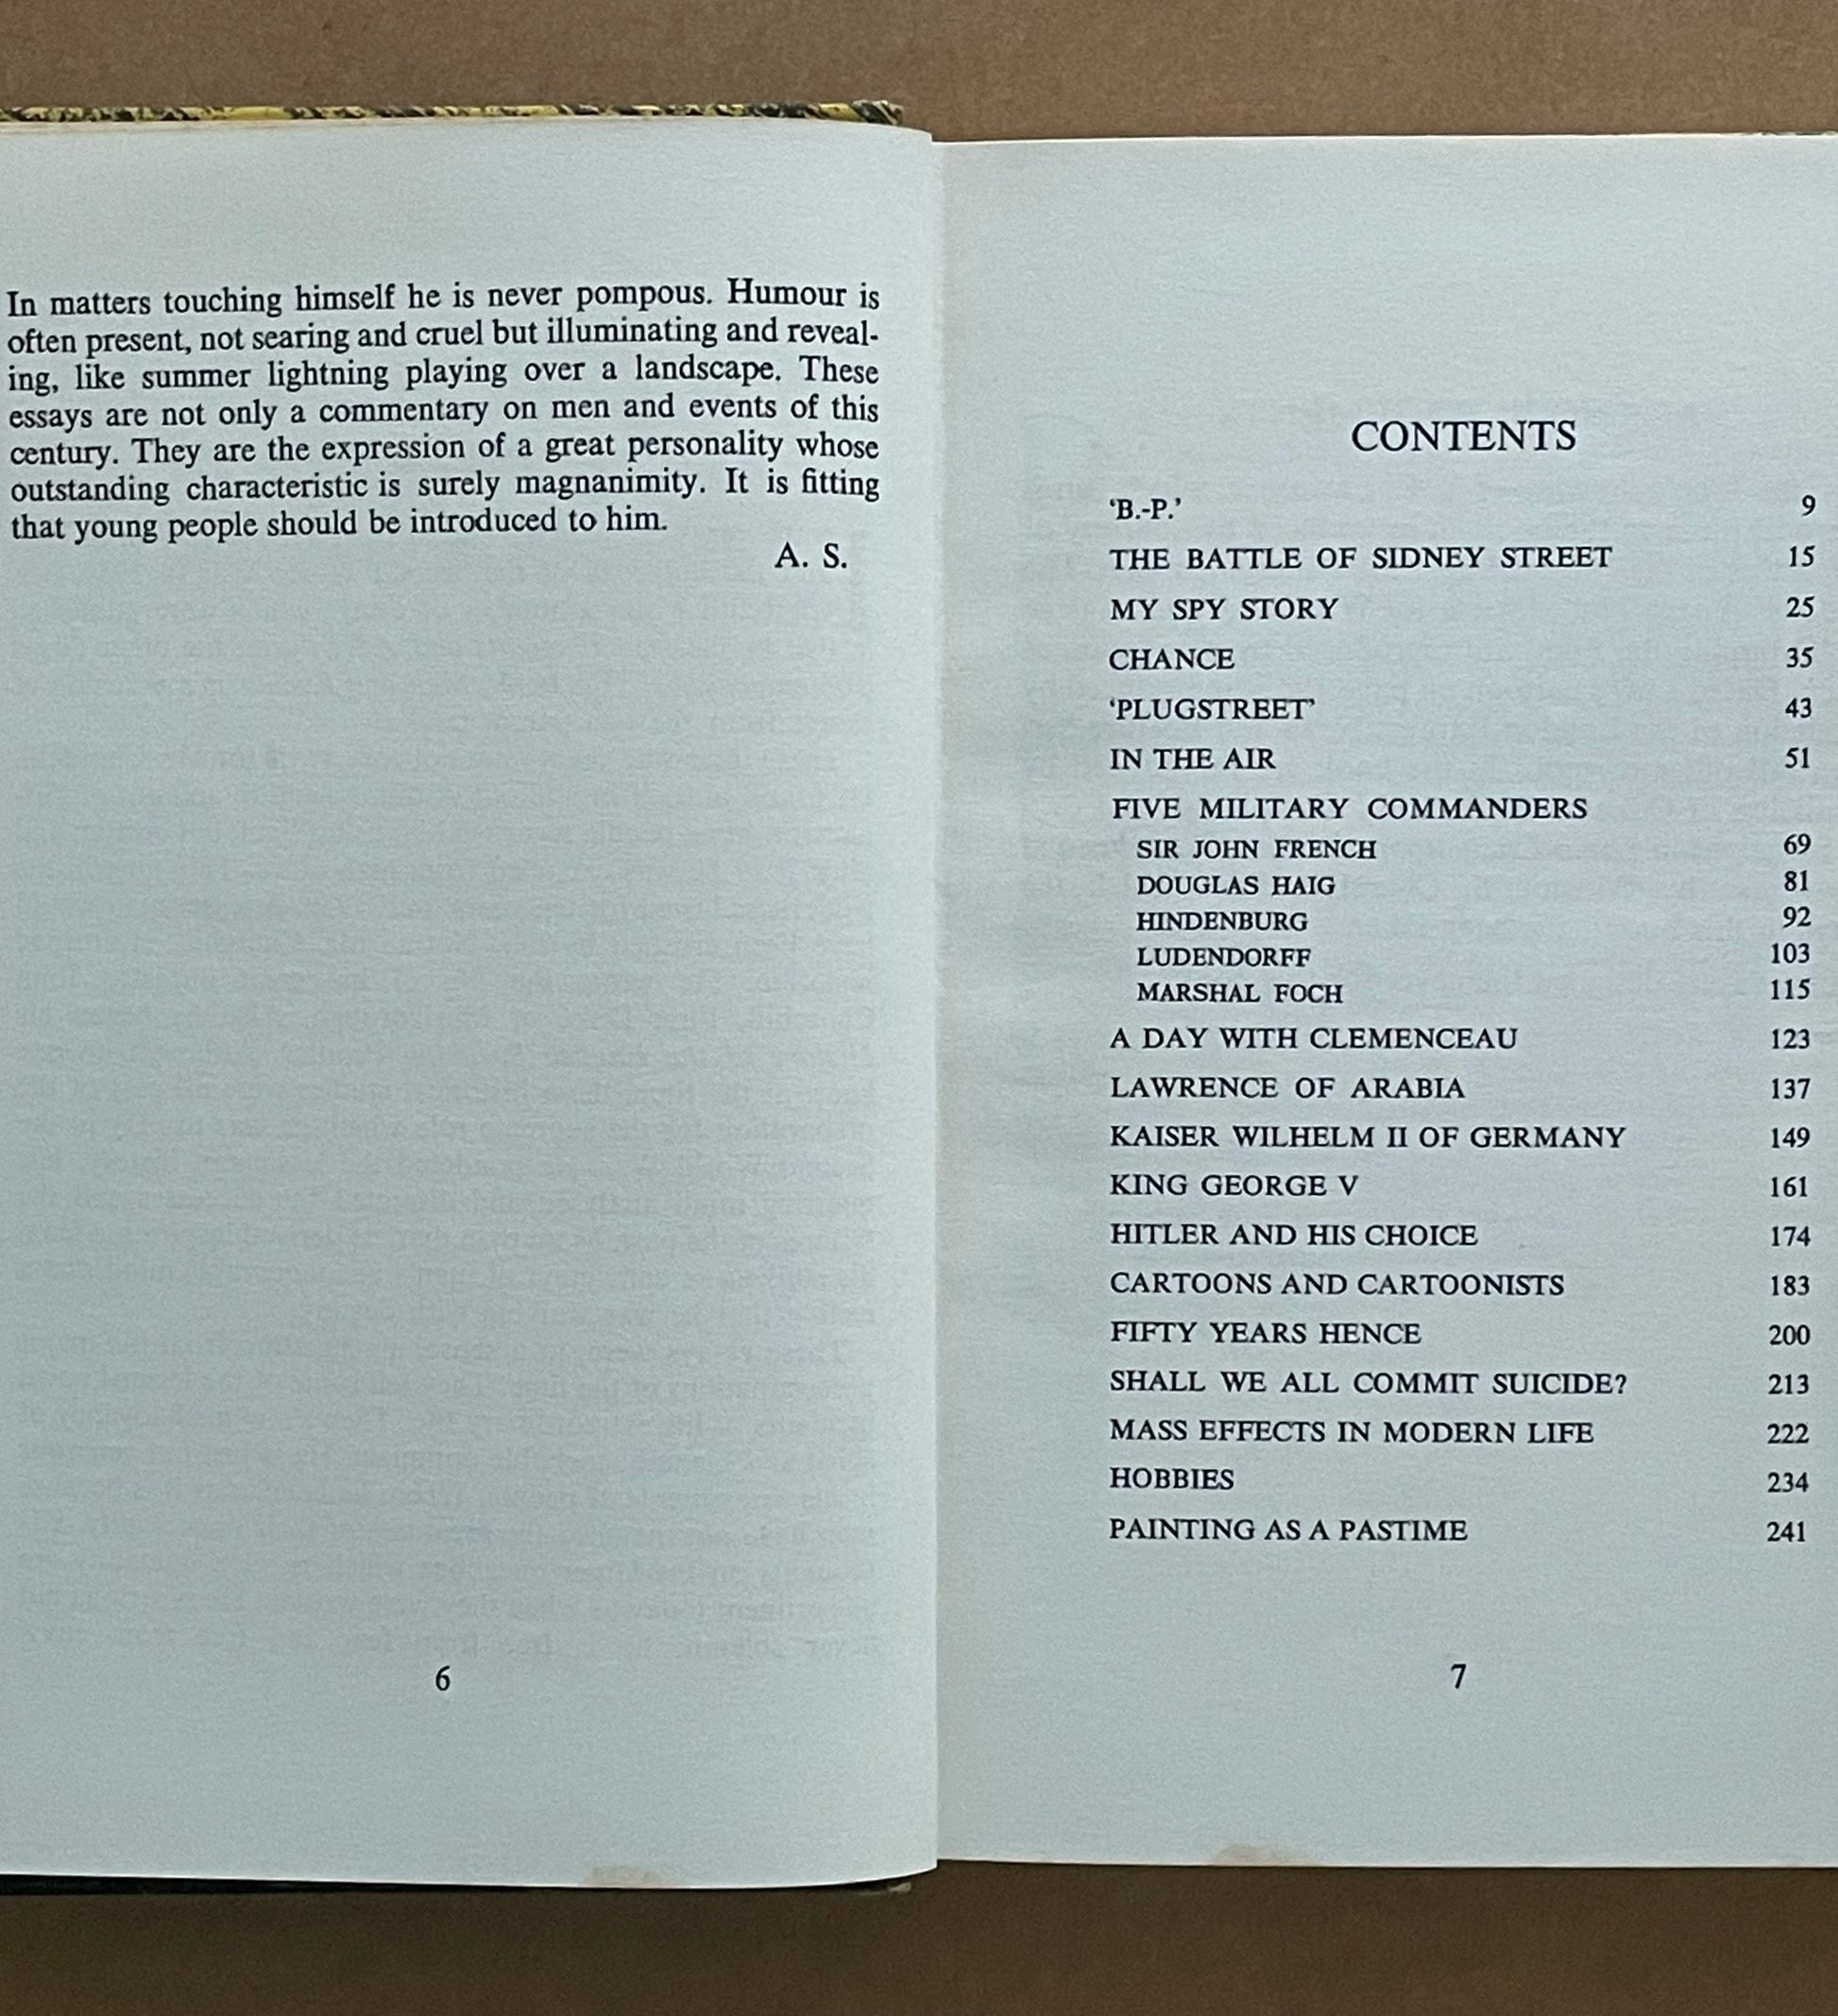 In matters touching himself he is never pompous. Humour is
often present, not searing and cruel but illuminating and reveal-
ing, like summer lightning playing over a landscape. These
essays are not only a commentary on men and events of this
century. They are the expression of a great personality whose
outstanding characteristic is surely magnanimity. It is fitting
that young people should be introduced to him.
A. S.
6
CONTENTS
‘B.-P.’ 9
THE BATTLE OF SIDNEY STREET 15
MY SPY STORY 25
CHANCE 35
‘PLUGSTREET’ 43
IN THE AIR 51
FIVE MILITARY COMMANDERS
SIR JOHN FRENCH 69
DOUGLAS HAIG 81
HINDENBURG 92
LUDENDORFF 103
MARSHAL FOCH 115
A DAY WITH CLEMENCEAU 123
LAWRENCE OF ARABIA 137
KAISER WILHELM II OF GERMANY 149
KING GEORGE V 161
HITLER AND HIS CHOICE 174
CARTOONS AND CARTOONISTS 183
FIFTY YEARS HENCE 200
SHALL WE ALL COMMIT SUICIDE? 213
MASS EFFECTS IN MODERN LIFE 222
HOBBIES 234
PAINTING AS A PASTIME 241
7